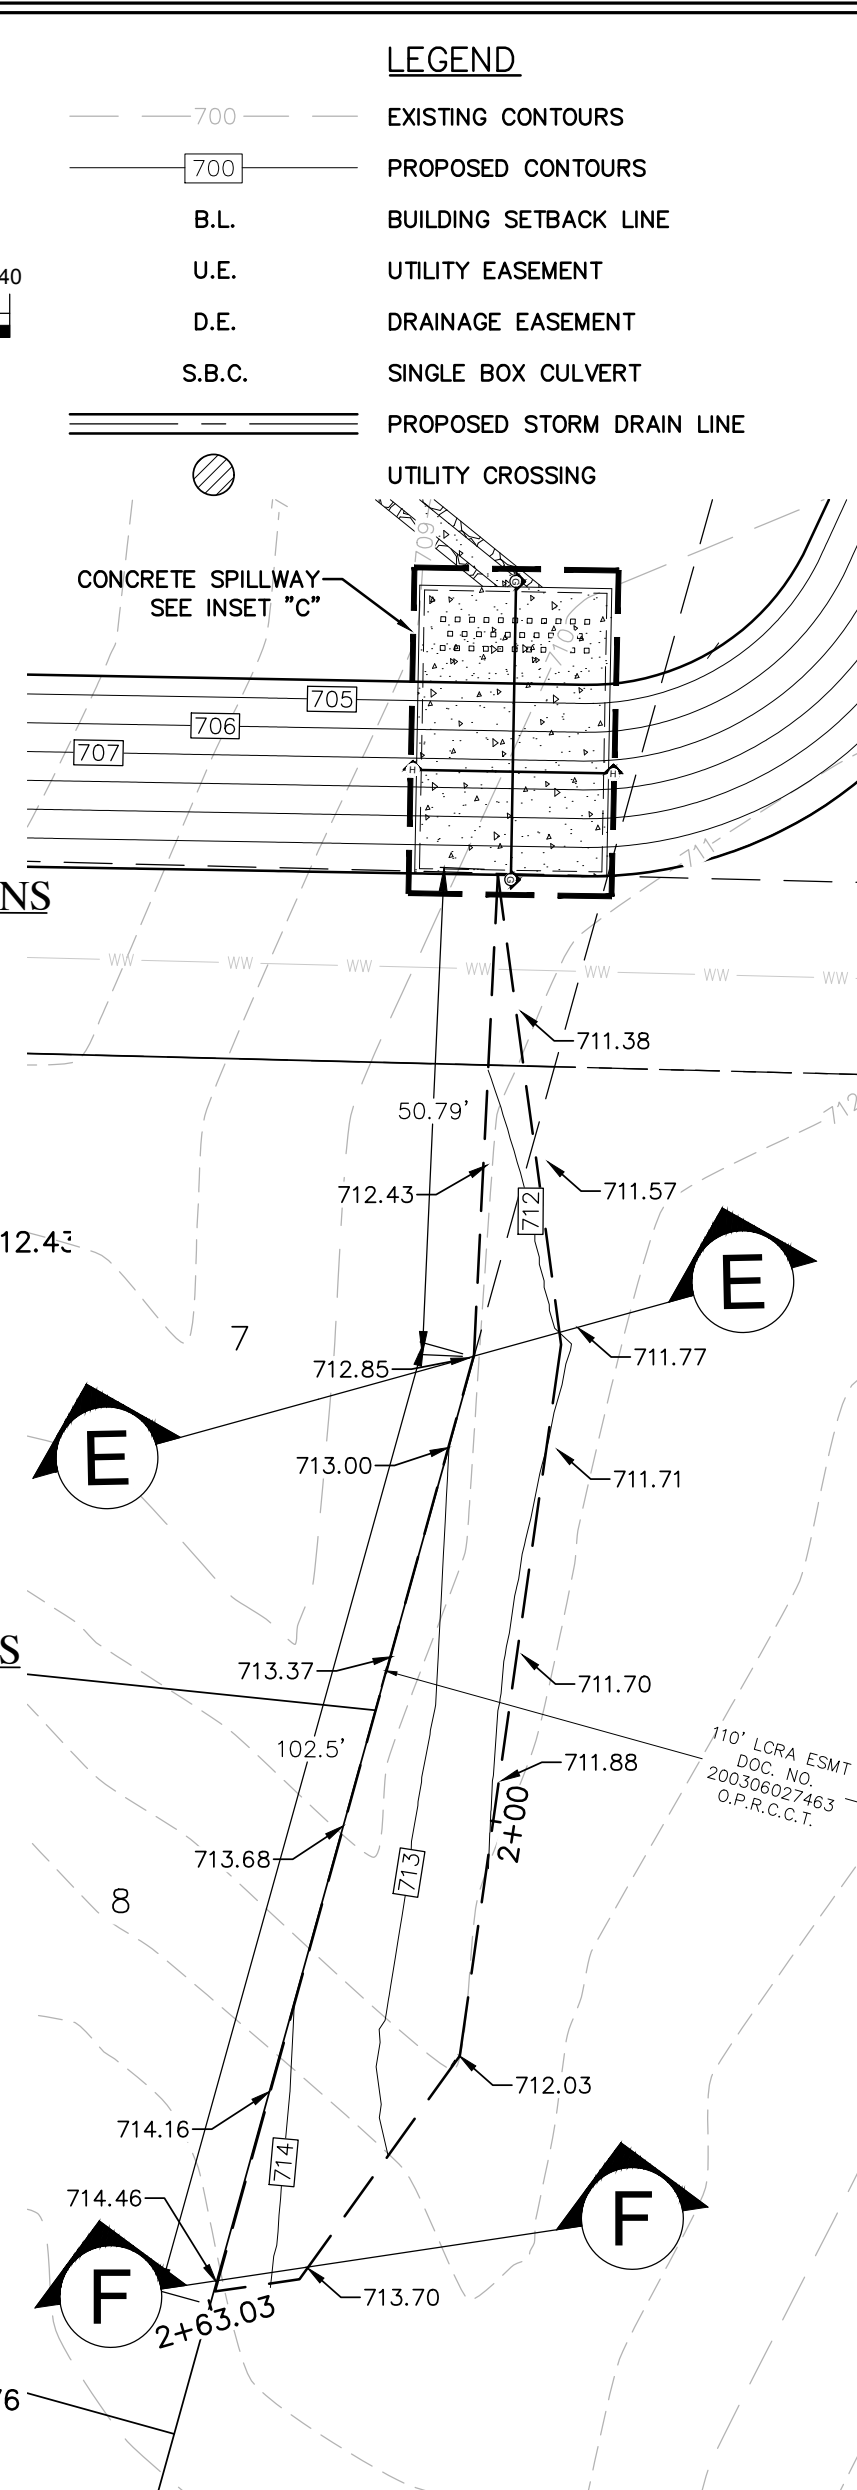 LEGEND
700 EXISTING CONTOURS
700 PROPOSED CONTOURS
B.L. BUILDING SETBACK LINE
40
U.E. UTILITY EASEMENT
D.E. DRAINAGE EASEMENT
S.B.C. SINGLE BOX CULVERT
PROPOSED STORM DRAIN LINE
UTILITY CROSSING
709
CONCRETE SPILLWAY
SEE INSET "C"
G
710
705
706
707
H H
711
G
NS
WW WW WW WW WW WW WW
711.38
50.79'
712
712.43
711.57
712
12.43
E
7
712.85
711.77
E
713.00
711.71
S
713.37
711.70
110' LCRA ESMT
DOC. NO.
200306027463
O.P.R.C.C.T.
102.5'
711.88
2+00
713.68
713
8
712.03
714.16
714
714.46
F
F
713.70
2+63.03
76